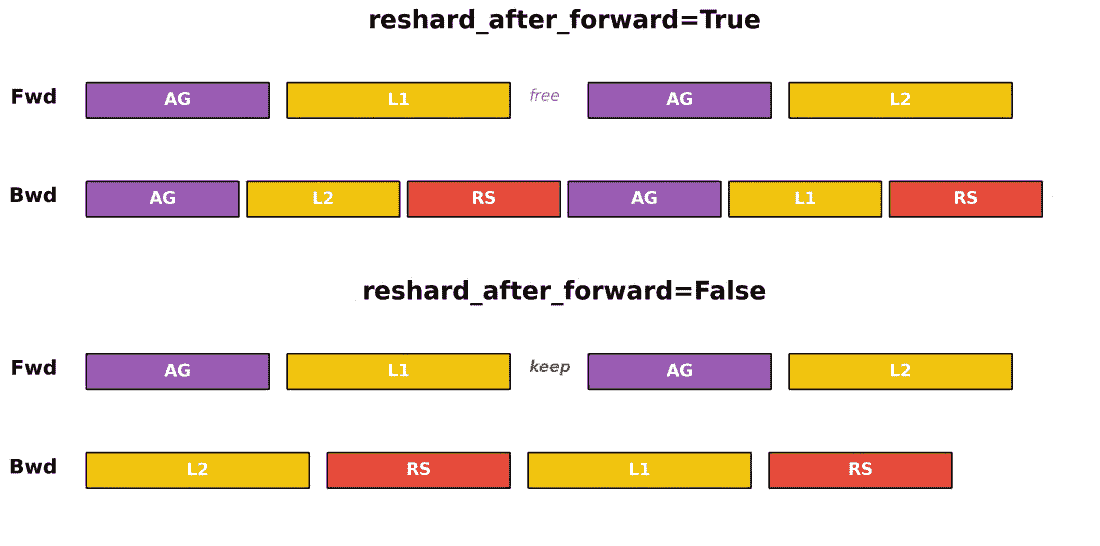 reshard_after_forward=True
Fwd AG L1 free AG L2
Bwd AG L2 RS AG L1 RS
reshard_after_forward=False
Fwd AG L1 keep AG L2
Bwd L2 RS L1 RS